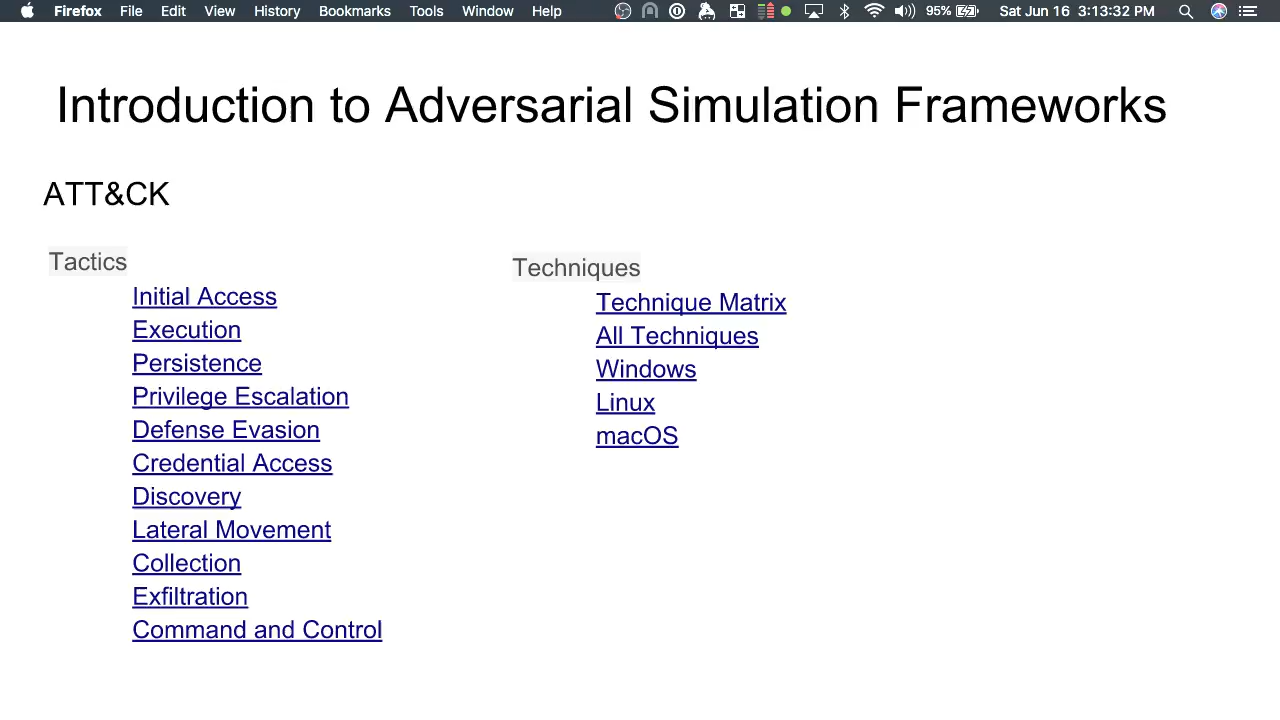 Firefox File Edit View History Bookmarks Tools Window Help 95% Sat Jun 16 3:13:32 PM
Introduction to Adversarial Simulation Frameworks
ATT&CK
Tactics
Initial Access
Execution
Persistence
Privilege Escalation
Defense Evasion
Credential Access
Discovery
Lateral Movement
Collection
Exfiltration
Command and Control
Techniques
Technique Matrix
All Techniques
Windows
Linux
macOS